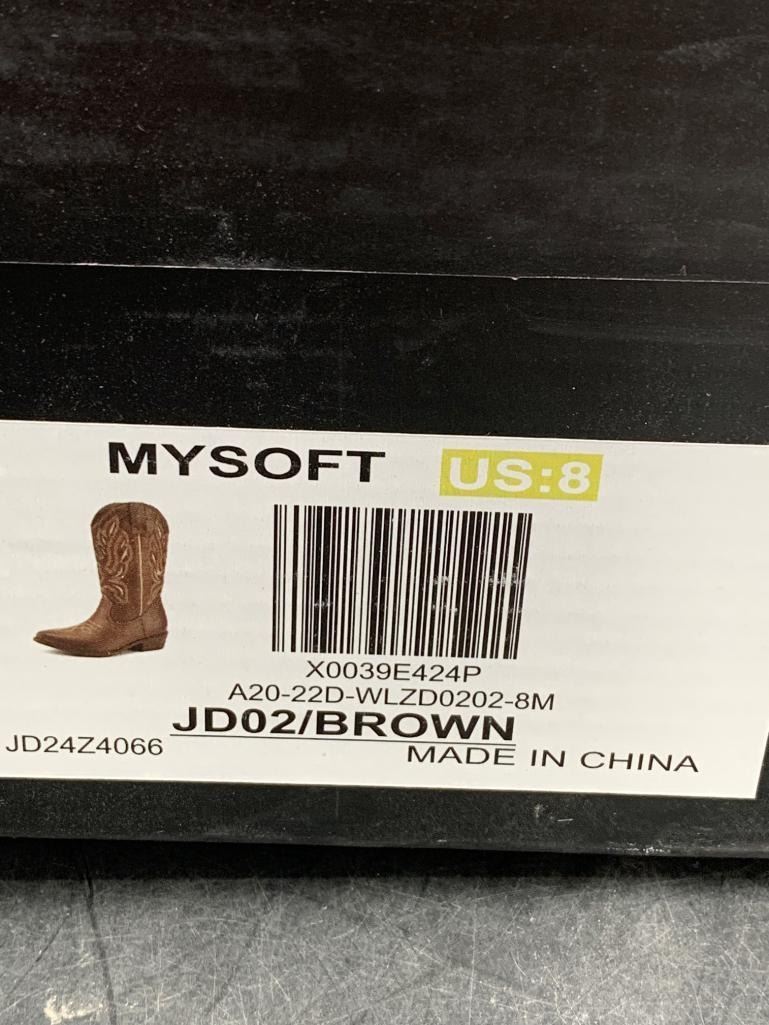 MYSOFT US:8
X0039E424P
A20-22D-WLZD0202-8M
JD02/BROWN
JD24Z4066
MADE IN CHINA